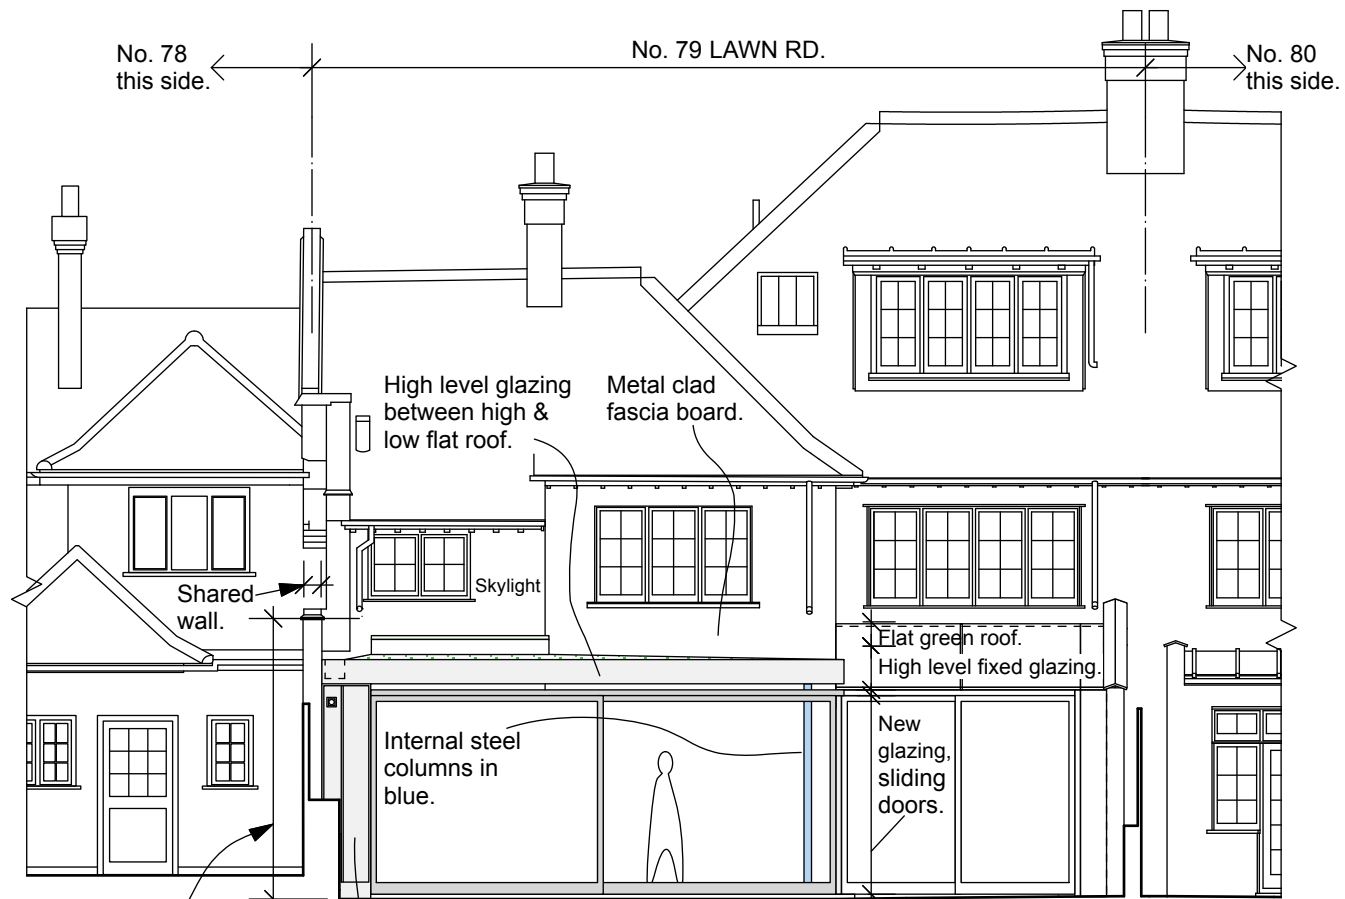 No. 78
this side.
No. 79 LAWN RD.
No. 80
this side.
High level glazing
between high &
low flat roof.
Metal clad
fascia board.
Shared
wall.
Skylight
Flat green roof.
High level fixed glazing.
Internal steel
columns in
blue.
New
glazing,
sliding
doors.